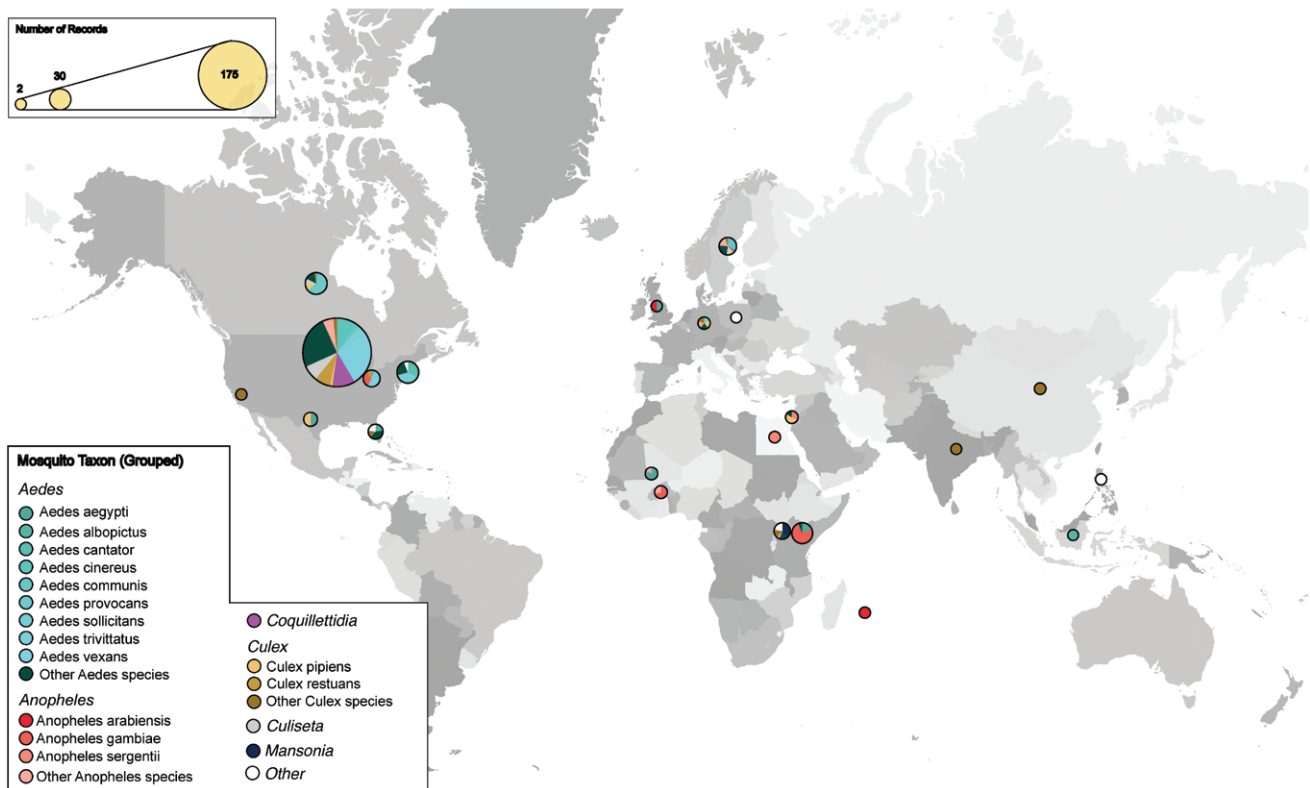 Number of Records
2
30
175
Mosquito Taxon (Grouped)
Aedes
Aedes aegypti
Aedes albopictus
Aedes cantator
Aedes cinereus
Aedes communis
Aedes provocans
Aedes sollicitans
Aedes trivittatus
Aedes vexans
Other Aedes species
Anopheles
Anopheles arabiensis
Anopheles gambiae
Anopheles sergentii
Other Anopheles species
Coquillettidia
Culex
Culex pipiens
Culex restuans
Other Culex species
Culiseta
Mansonia
Other